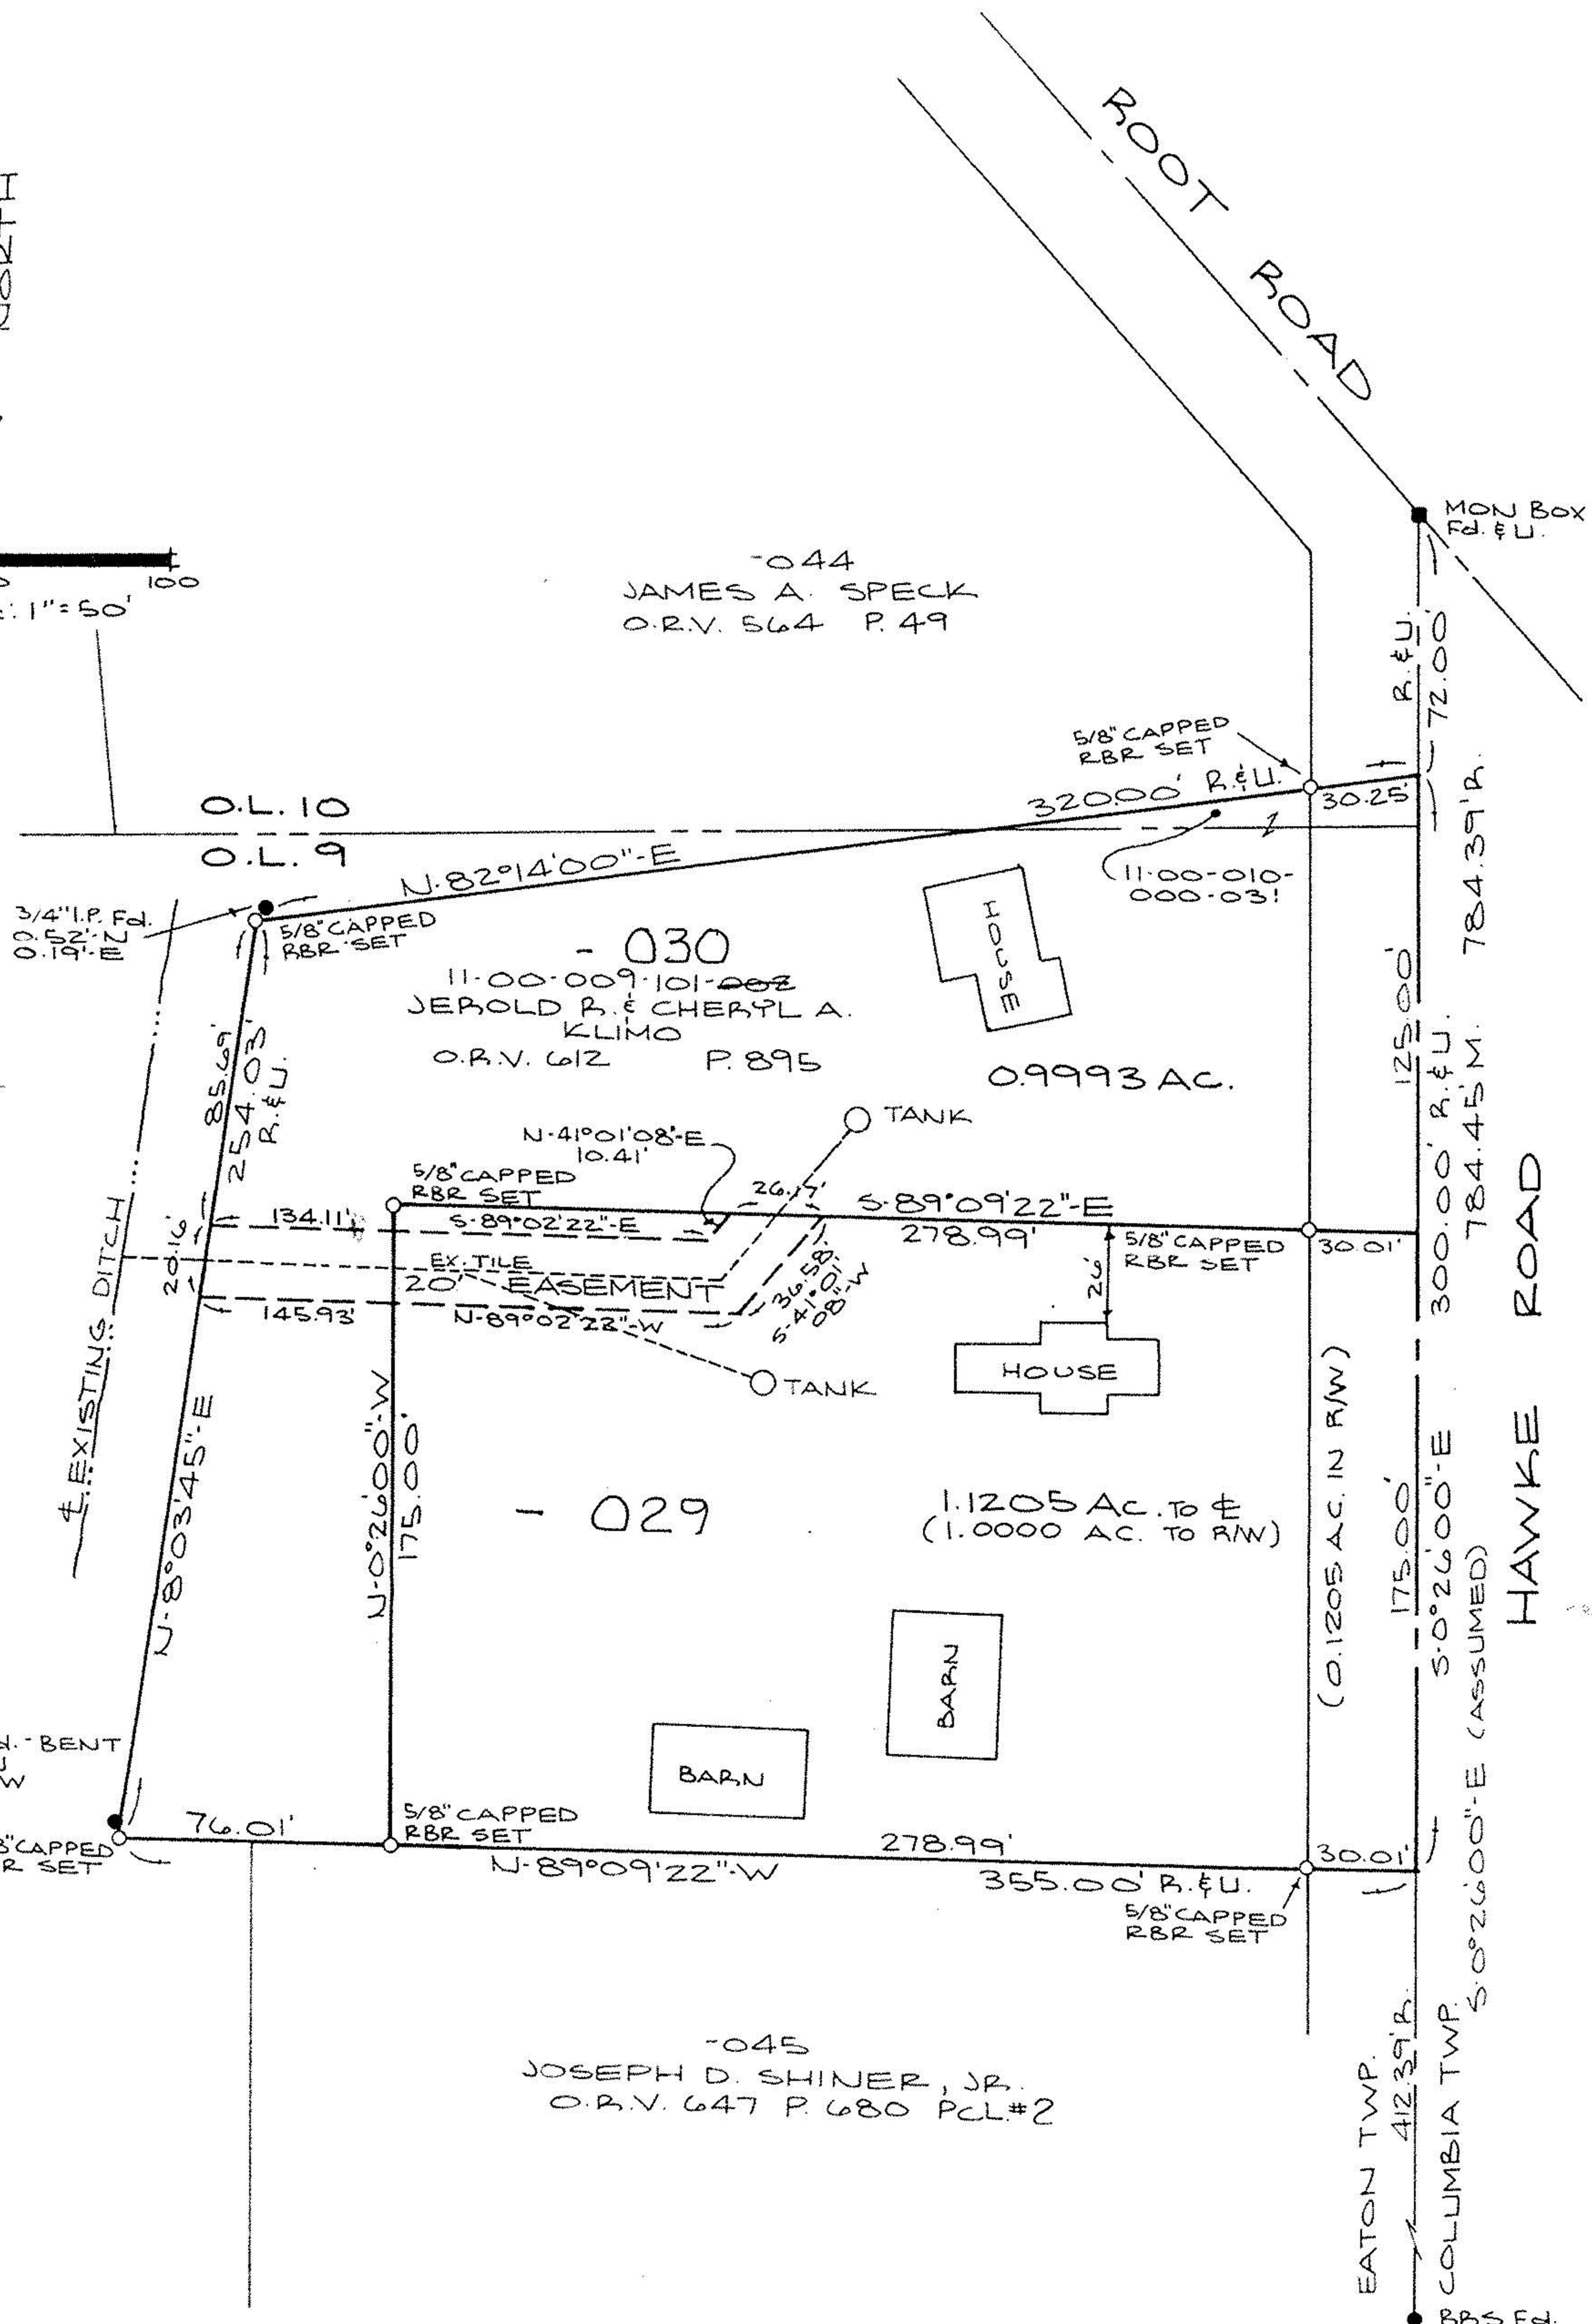 NORTH
100
1"=50'
ROOT ROAD
MON BOX
Fd. & U.
-044
JAMES A. SPECK
O.R.V. 564 P. 49
R.&U.
72.00'
5/8" CAPPED
RBR SET
320.00' R.&U.
30.25'
784.39' R.
784.45' M.
O.L. 10
O.L. 9
N-82°14'00"-E
11-00-010-
000-031
3/4" I.P. Fd.
0.52'-N
0.19'-E
5/8" CAPPED
RBR SET
HOUSE
- 030
11-00-009-101-002
JEROLD R. & CHERYL A.
KLIMO
O.R.V. 612 P. 895
0.9993 AC.
125.00'
300.00' R.&U.
85.69'
254.03'
R.&U.
TANK
N-41°01'08"-E
10.41'
5/8" CAPPED
RBR SET
26.17'
S-89°09'22"-E
278.99'
134.11'
S-89°02'22"-E
5/8" CAPPED
RBR SET
30.01'
20.16'
EX. TILE
20' EASEMENT
36.58'
S-41°01'
08"-W
26'
145.93'
N-89°02'22"-W
HOUSE
TANK
℄ EXISTING DITCH
N-8°03'45"-E
N-0°26'00"-W
175.00'
- 029
1.1205 AC. TO ℄
(1.0000 AC. TO R/W)
(0.1205 AC. IN R/W)
175.00'
S-0°26'00"-E
S-0°26'00"-E (ASSUMED)
HAWKE ROAD
BARN
BARN
BENT
W
CAPPED
R SET
76.01'
5/8" CAPPED
RBR SET
278.99'
30.01'
N-89°09'22"-W
355.00' R.&U.
5/8" CAPPED
RBR SET
-045
JOSEPH D. SHINER, JR.
O.R.V. 647 P. 680 PCL.#2
EATON TWP.
412.39' R.
COLUMBIA TWP.
RRS Fd.